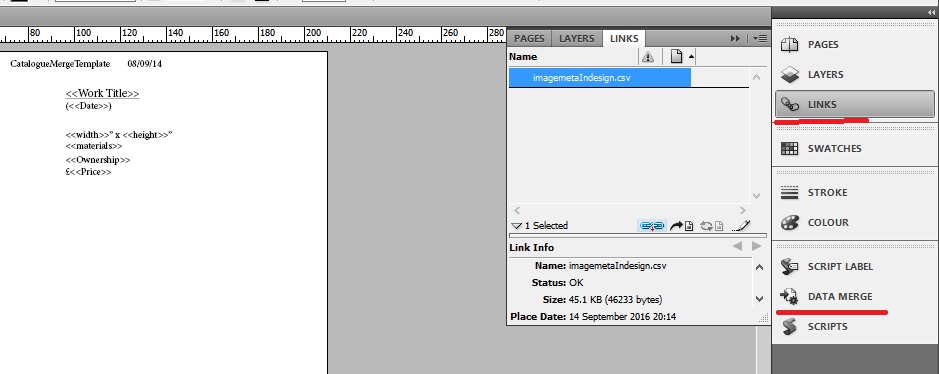 80 100 120 140 160 180 200 220 240 260 280
CatalogueMergeTemplate 08/09/14
<<Work Title>>
(<<Date>>)
<<width>>” x <<height>>”
<<materials>>
<<Ownership>>
£<<Price>>
PAGES LAYERS LINKS
Name
imagemetaIndesign.csv
1 Selected
Link Info
Name: imagemetaIndesign.csv
Status: OK
Size: 45.1 KB (46233 bytes)
Place Date: 14 September 2016 20:14
PAGES
LAYERS
LINKS
SWATCHES
STROKE
COLOUR
SCRIPT LABEL
DATA MERGE
SCRIPTS